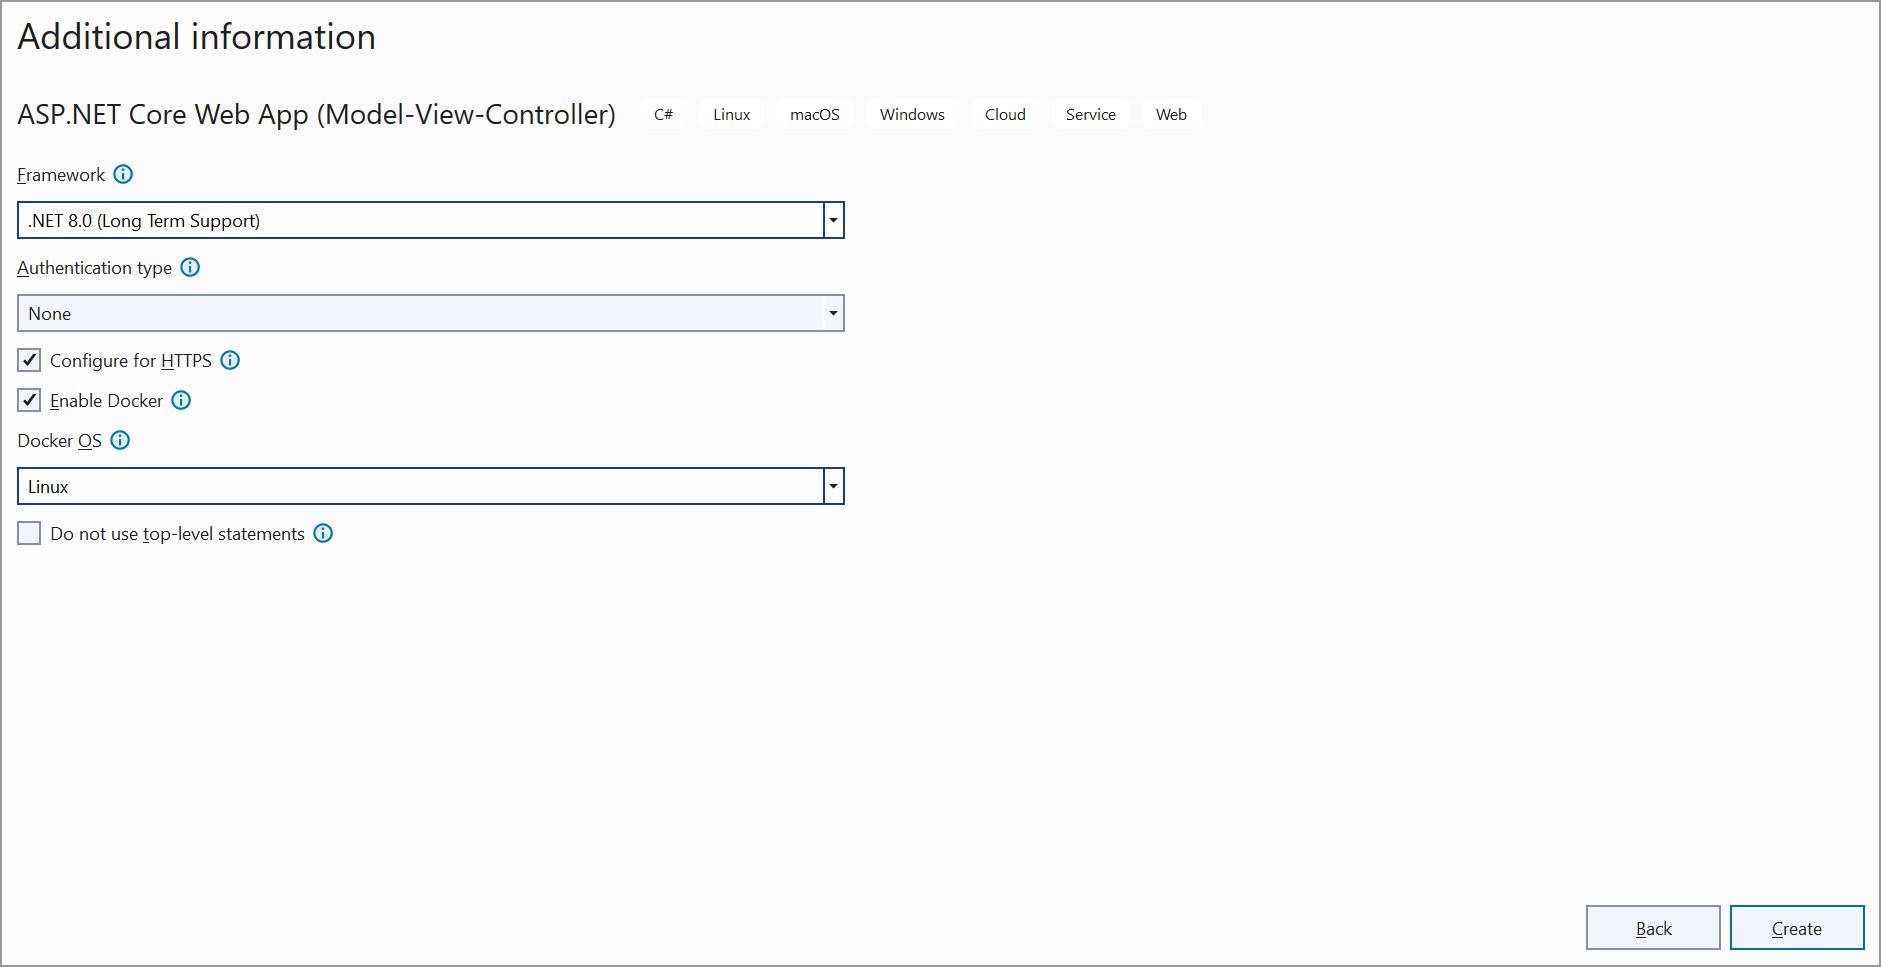 Additional information
ASP.NET Core Web App (Model-View-Controller) C# Linux macOS Windows Cloud Service Web
Framework
.NET 8.0 (Long Term Support)
Authentication type
None
Configure for HTTPS
Enable Docker
Docker OS
Linux
Do not use top-level statements
Back Create